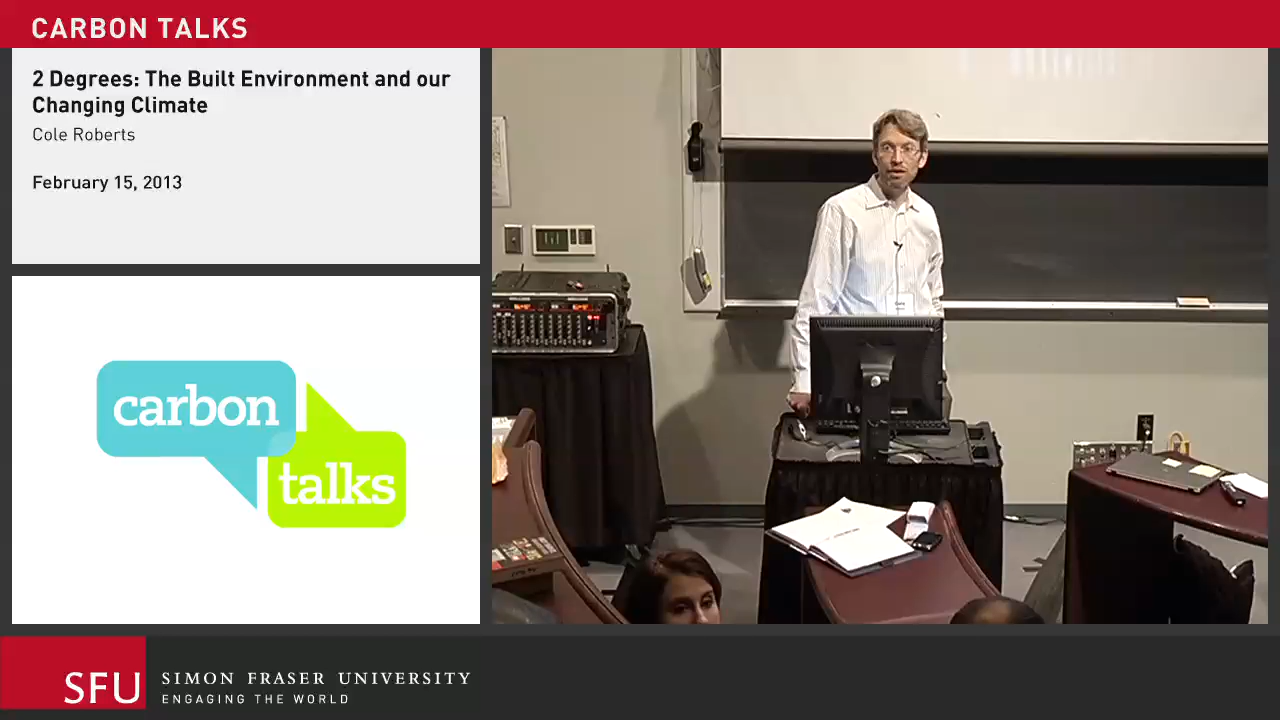 CARBON TALKS
2 Degrees: The Built Environment and our
Changing Climate
Cole Roberts
February 15, 2013
carbon
talks
SFU
SIMON FRASER UNIVERSITY
ENGAGING THE WORLD